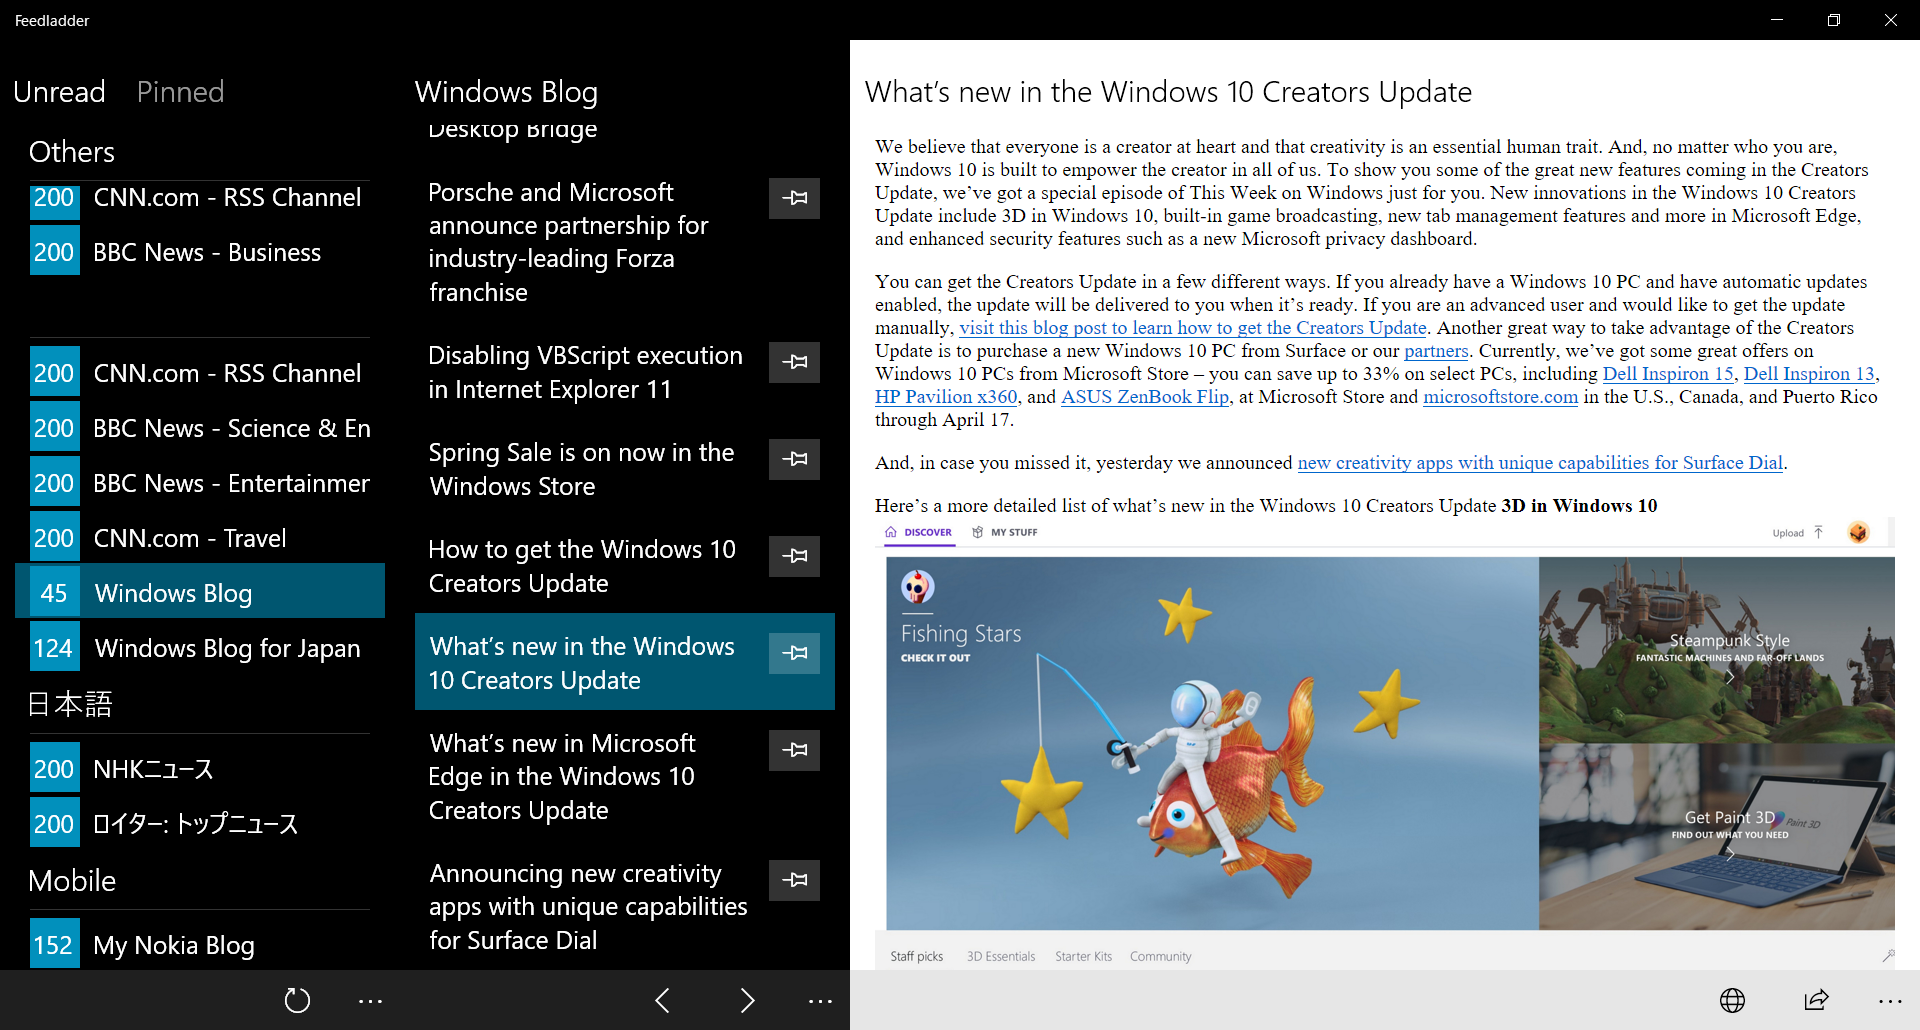 Feedladder
Unread Pinned
Others
200 CNN.com - RSS Channel
200 BBC News - Business
200 CNN.com - RSS Channel
200 BBC News - Science & En
200 BBC News - Entertainmer
200 CNN.com - Travel
45 Windows Blog
124 Windows Blog for Japan
日本語
200 NHKニュース
200 ロイター: トップニュース
Mobile
152 My Nokia Blog
Windows Blog
Desktop Bridge
Porsche and Microsoft
announce partnership for
industry-leading Forza
franchise
Disabling VBScript execution
in Internet Explorer 11
Spring Sale is on now in the
Windows Store
How to get the Windows 10
Creators Update
What’s new in the Windows
10 Creators Update
What’s new in Microsoft
Edge in the Windows 10
Creators Update
Announcing new creativity
apps with unique capabilities
for Surface Dial
What’s new in the Windows 10 Creators Update
We believe that everyone is a creator at heart and that creativity is an essential human trait. And, no matter who you are,
Windows 10 is built to empower the creator in all of us. To show you some of the great new features coming in the Creators
Update, we’ve got a special episode of This Week on Windows just for you. New innovations in the Windows 10 Creators
Update include 3D in Windows 10, built-in game broadcasting, new tab management features and more in Microsoft Edge,
and enhanced security features such as a new Microsoft privacy dashboard.
You can get the Creators Update in a few different ways. If you already have a Windows 10 PC and have automatic updates
enabled, the update will be delivered to you when it’s ready. If you are an advanced user and would like to get the update
manually, visit this blog post to learn how to get the Creators Update. Another great way to take advantage of the Creators
Update is to purchase a new Windows 10 PC from Surface or our partners. Currently, we’ve got some great offers on
Windows 10 PCs from Microsoft Store – you can save up to 33% on select PCs, including Dell Inspiron 15, Dell Inspiron 13,
HP Pavilion x360, and ASUS ZenBook Flip, at Microsoft Store and microsoftstore.com in the U.S., Canada, and Puerto Rico
through April 17.
And, in case you missed it, yesterday we announced new creativity apps with unique capabilities for Surface Dial.
Here’s a more detailed list of what’s new in the Windows 10 Creators Update 3D in Windows 10
DISCOVER MY STUFF Upload
Fishing Stars
CHECK IT OUT
Steampunk Style
FANTASTIC MACHINES AND FAR-OFF LANDS
Get Paint 3D
Paint 3D
FIND OUT WHAT YOU NEED
Staff picks 3D Essentials Starter Kits Community